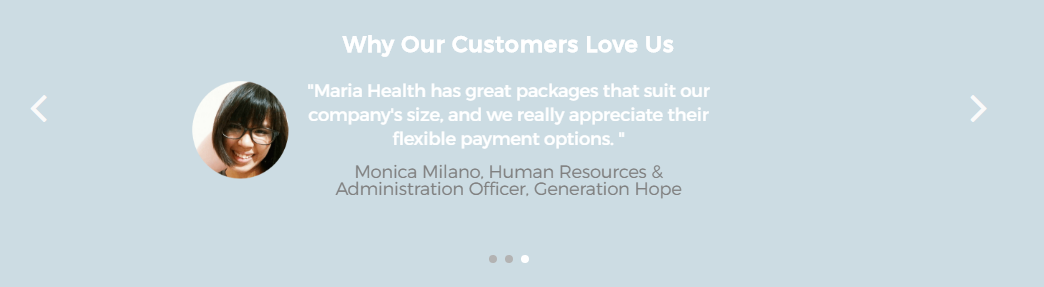 Why Our Customers Love Us
"Maria Health has great packages that suit our
company's size, and we really appreciate their
flexible payment options. "
Monica Milano, Human Resources &
Administration Officer, Generation Hope